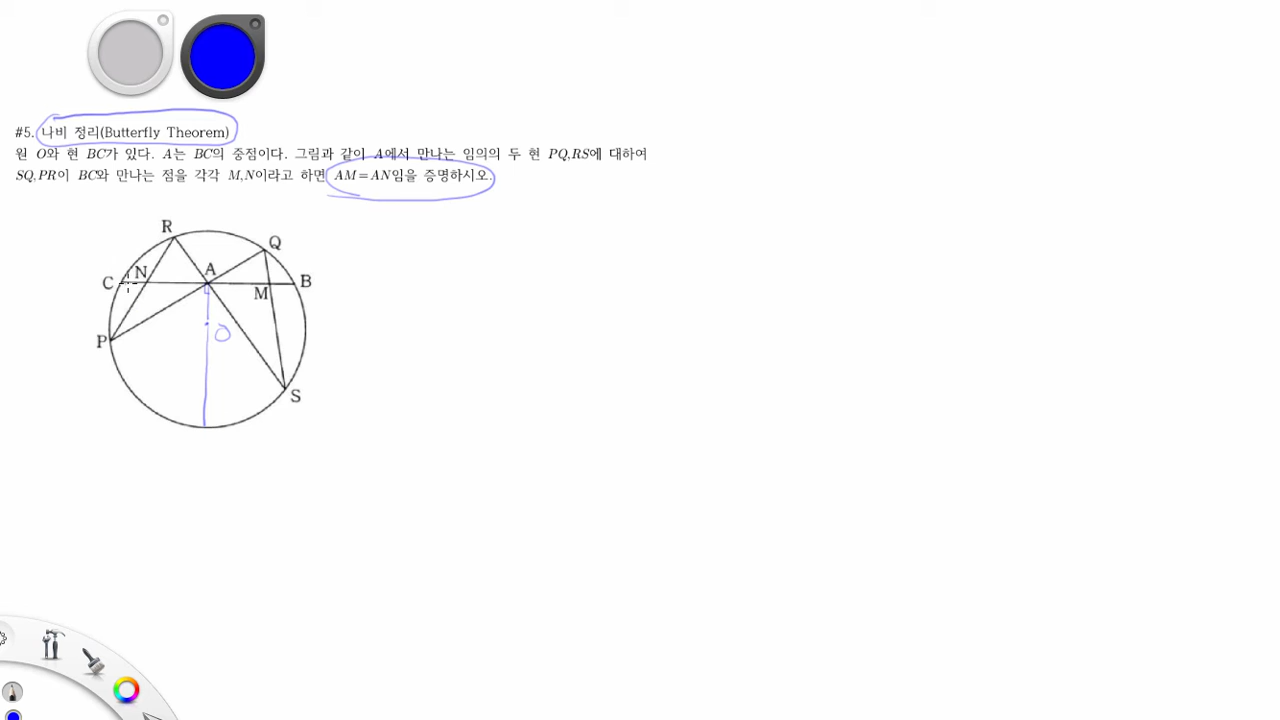 #5. 나비 정리(Butterfly Theorem)
원 O와 현 BC가 있다. A는 BC의 중점이다. 그림과 같이 A에서 만나는 임의의 두 현 PQ,RS에 대하여
SQ,PR이 BC와 만나는 점을 각각 M,N이라고 하면 AM=AN임을 증명하시오.
R
Q
C N A B
M
O
P
S